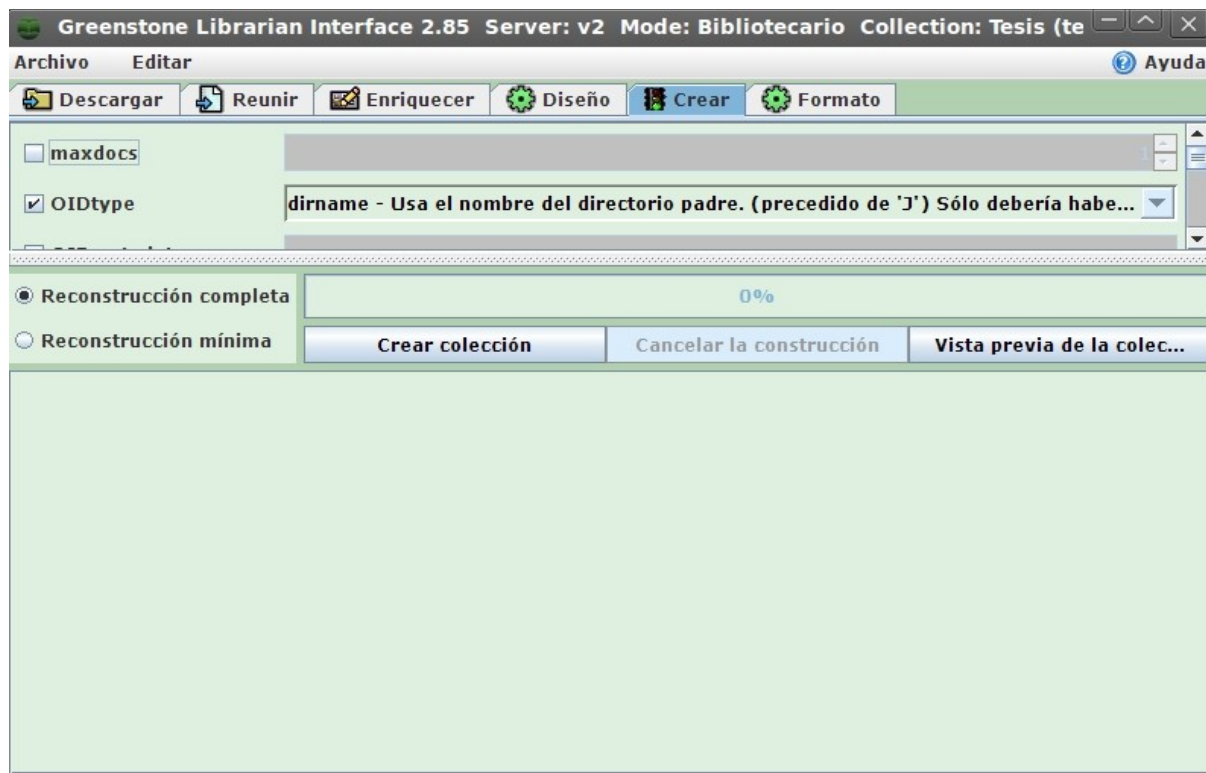 Greenstone Librarian Interface 2.85 Server: v2 Mode: Bibliotecario Collection: Tesis (te
Archivo Editar Ayuda
Descargar Reunir Enriquecer Diseño Crear Formato
maxdocs 1
OIDtype dirname - Usa el nombre del directorio padre. (precedido de 'J') Sólo debería habe...
Reconstrucción completa 0%
Reconstrucción mínima Crear colección Cancelar la construcción Vista previa de la colec...